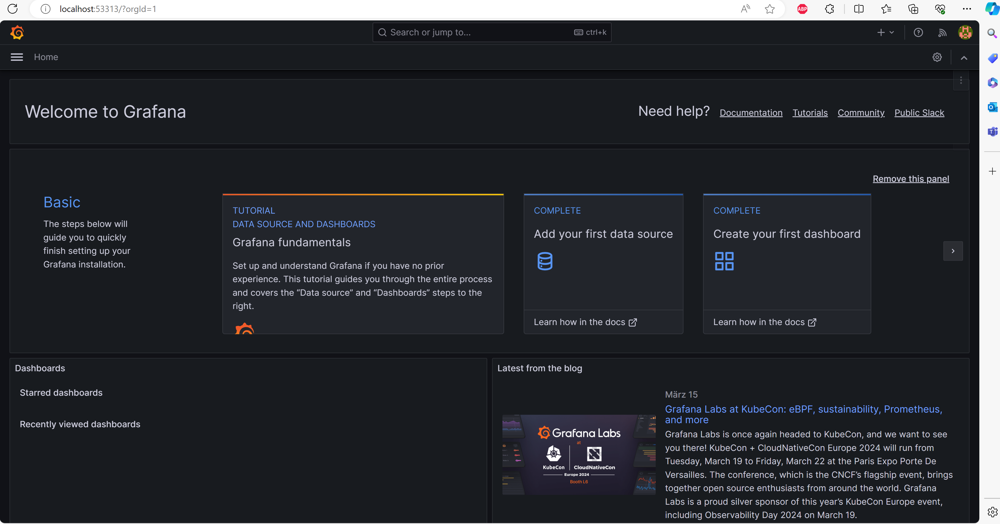 localhost:53313/?orgId=1
ABP
Search or jump to...
ctrl+k
Home
Welcome to Grafana
Need help?
Documentation
Tutorials
Community
Public Slack
Remove this panel
Basic
The steps below will
guide you to quickly
finish setting up your
Grafana installation.
TUTORIAL
DATA SOURCE AND DASHBOARDS
Grafana fundamentals
Set up and understand Grafana if you have no prior
experience. This tutorial guides you through the entire process
and covers the “Data source” and “Dashboards” steps to the
right.
COMPLETE
Add your first data source
Learn how in the docs
COMPLETE
Create your first dashboard
Learn how in the docs
Dashboards
Starred dashboards
Recently viewed dashboards
Latest from the blog
Grafana Labs
at
KubeCon
CloudNativeCon
Europe 2024
Booth L6
März 15
Grafana Labs at KubeCon: eBPF, sustainability, Prometheus,
and more
Grafana Labs is once again headed to KubeCon, and we want to see
you there! KubeCon + CloudNativeCon Europe 2024 will run from
Tuesday, March 19 to Friday, March 22 at the Paris Expo Porte De
Versailles. The conference, which is the CNCF’s flagship event, brings
together open source enthusiasts from around the world. Grafana
Labs is a proud silver sponsor of this year’s KubeCon Europe event,
including Observability Day 2024 on March 19.